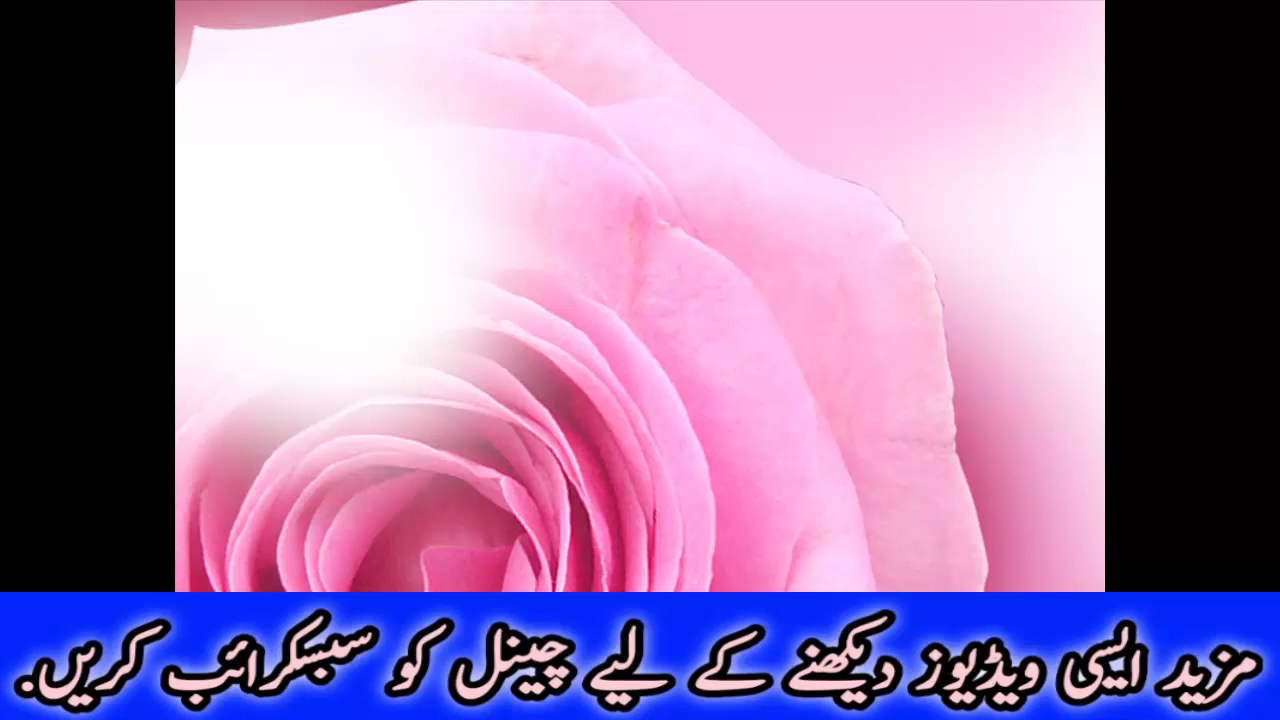 مزید ایسی ویڈیوز دیکھنے کے لیے چینل کو سبسکرائب کریں.